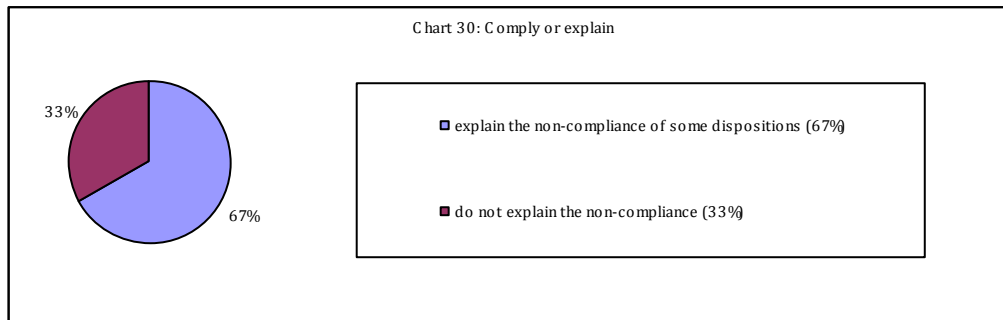 Chart 30: Comply or explain
33%
explain the non-compliance of some dispositions (67%)
do not explain the non-compliance (33%)
67%